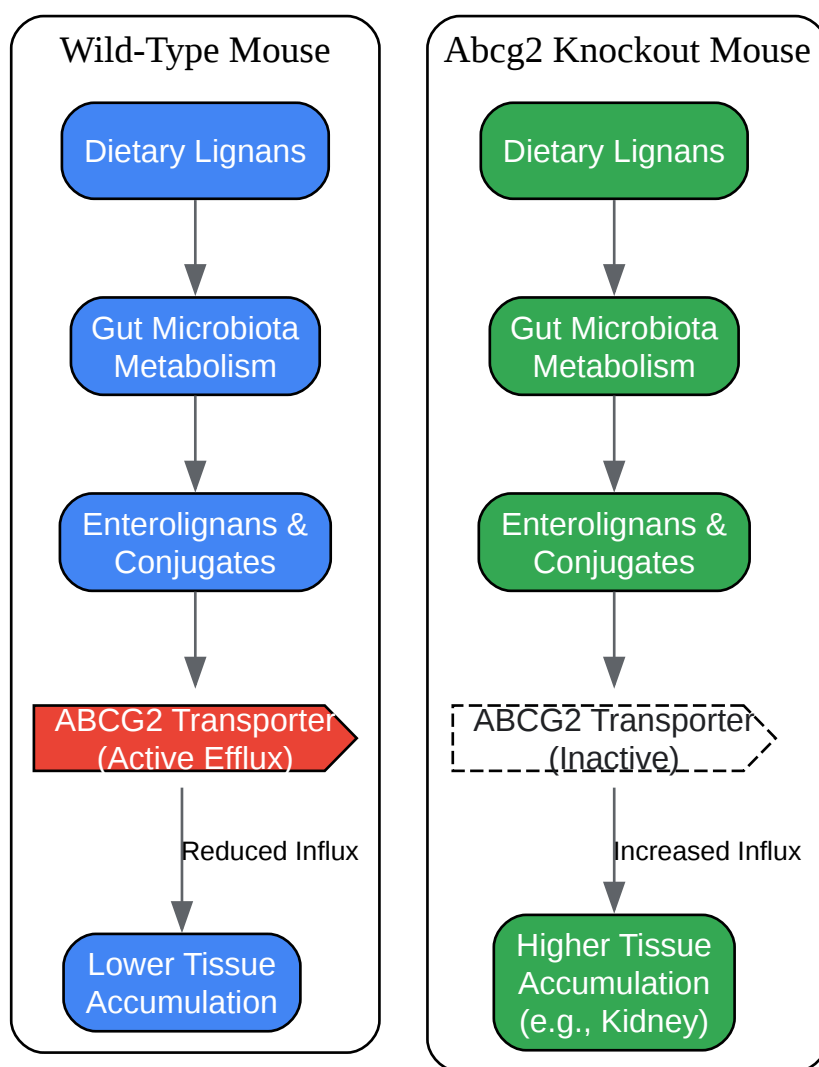 Wild-Type Mouse
Dietary Lignans
Gut Microbiota
Metabolism
Enterolignans &
Conjugates
ABCG2 Transporter
(Active Efflux)
Reduced Influx
Lower Tissue
Accumulation
Abcg2 Knockout Mouse
Dietary Lignans
Gut Microbiota
Metabolism
Enterolignans &
Conjugates
ABCG2 Transporter
(Inactive)
Increased Influx
Higher Tissue
Accumulation
(e.g., Kidney)